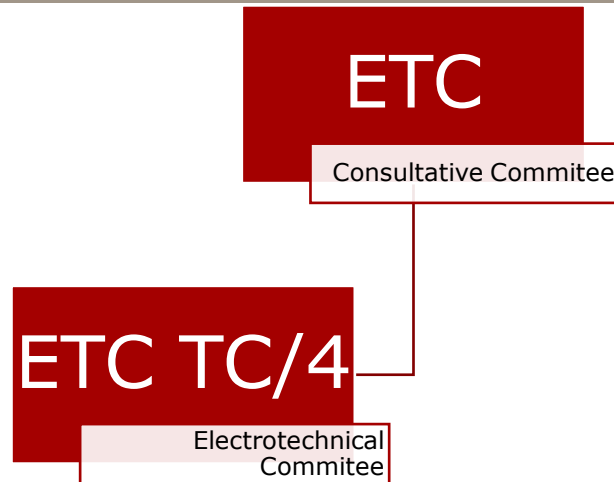 ETC
Consultative Commitee
ETC TC/4
Electrotechnical
Commitee